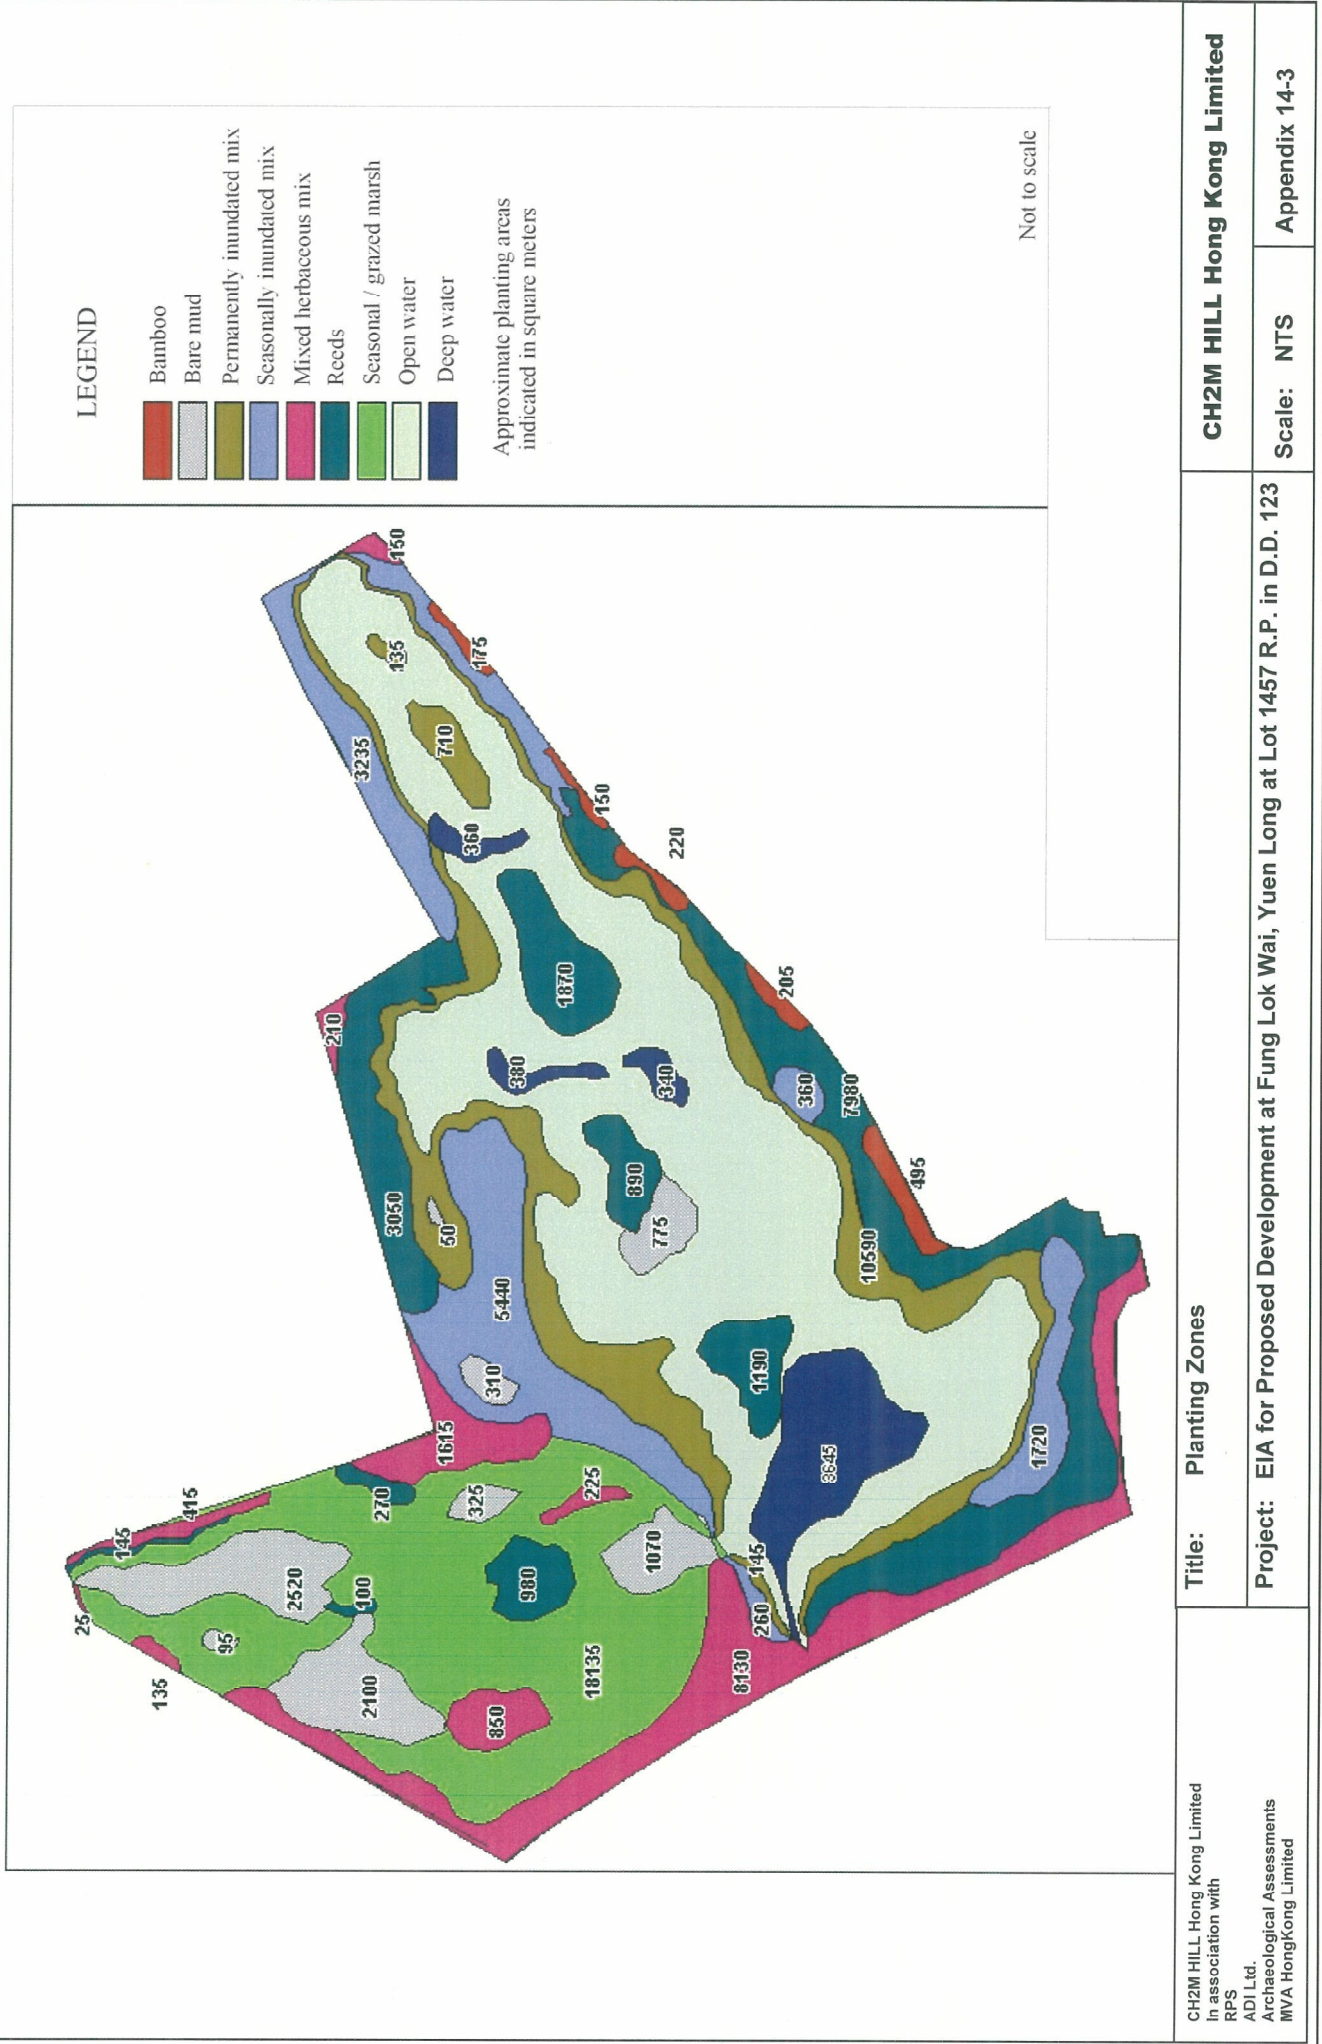 LEGEND
Bamboo
Bare mud
Permanently inundated mix
Seasonally inundated mix
Mixed herbaceous mix
Reeds
Seasonal / grazed marsh
Open water
Deep water
Approximate planting areas
indicated in square meters
Not to scale
25
145
415
135
95
2520
100
270
2100
1615
325
225
850
980
1070
18135
8130
260
145
310
5440
50
3050
210
3235
360
710
135
150
175
150
220
1870
380
340
890
775
205
360
7980
495
10590
1190
3645
1720
CH2M HILL Hong Kong Limited
In association with
RPS
ADI Ltd.
Archaeological Assessments
MVA HongKong Limited
Title: Planting Zones
CH2M HILL Hong Kong Limited
Project: EIA for Proposed Development at Fung Lok Wai, Yuen Long at Lot 1457 R.P. in D.D. 123
Scale: NTS
Appendix 14-3